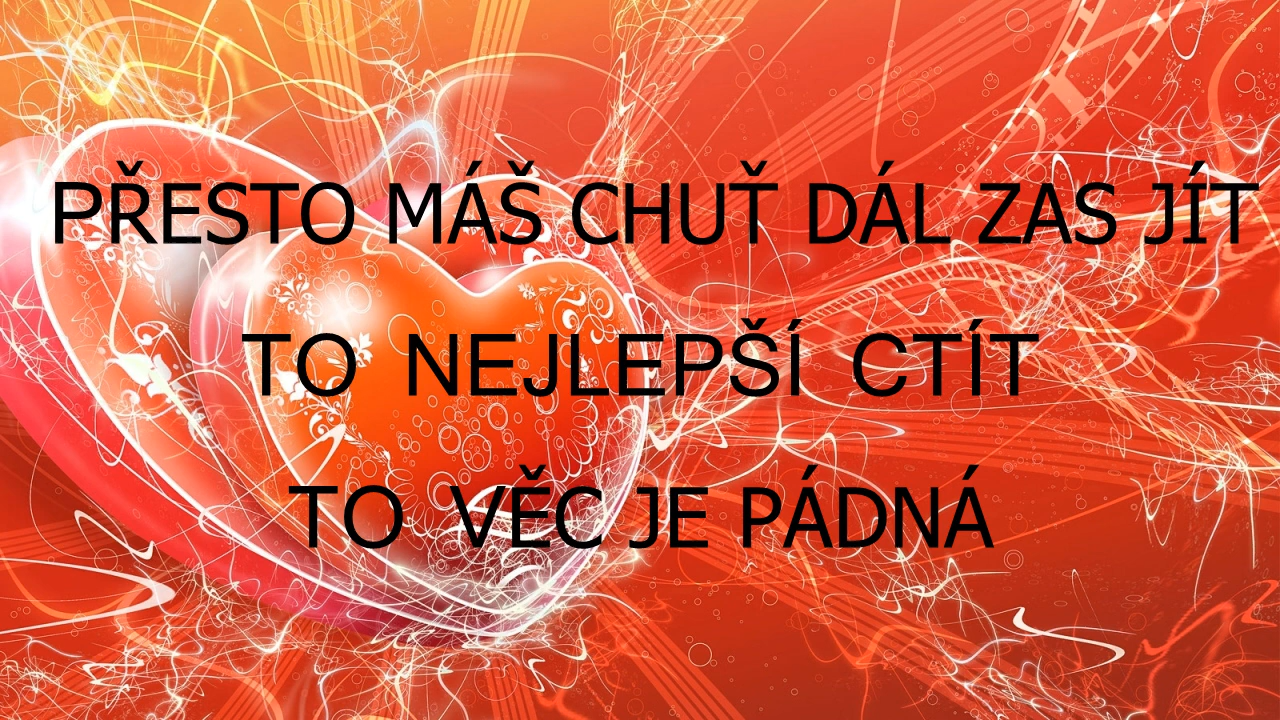 PŘESTO MÁŠ CHUŤ DÁL ZAS JÍT
TO NEJLEPŠÍ CTÍT
TO VĚC JE PÁDNÁ